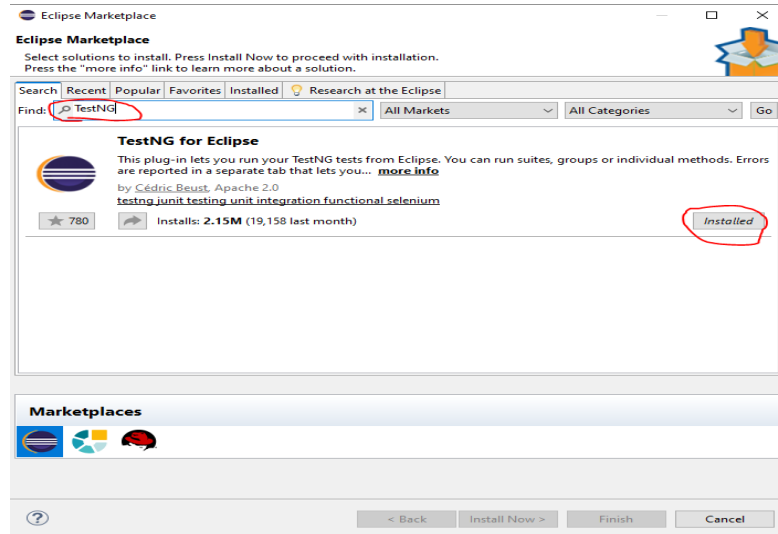 Eclipse Marketplace
Eclipse Marketplace
Select solutions to install. Press Install Now to proceed with installation.
Press the "more info" link to learn more about a solution.
Search Recent Popular Favorites Installed Research at the Eclipse
Find: TestNG All Markets All Categories Go
TestNG for Eclipse
This plug-in lets you run your TestNG tests from Eclipse. You can run suites, groups or individual methods. Errors
are reported in a separate tab that lets you... more info
by Cédric Beust, Apache 2.0
testng junit testing unit integration functional selenium
780 Installs: 2.15M (19,158 last month) Installed
Marketplaces
? < Back Install Now > Finish Cancel